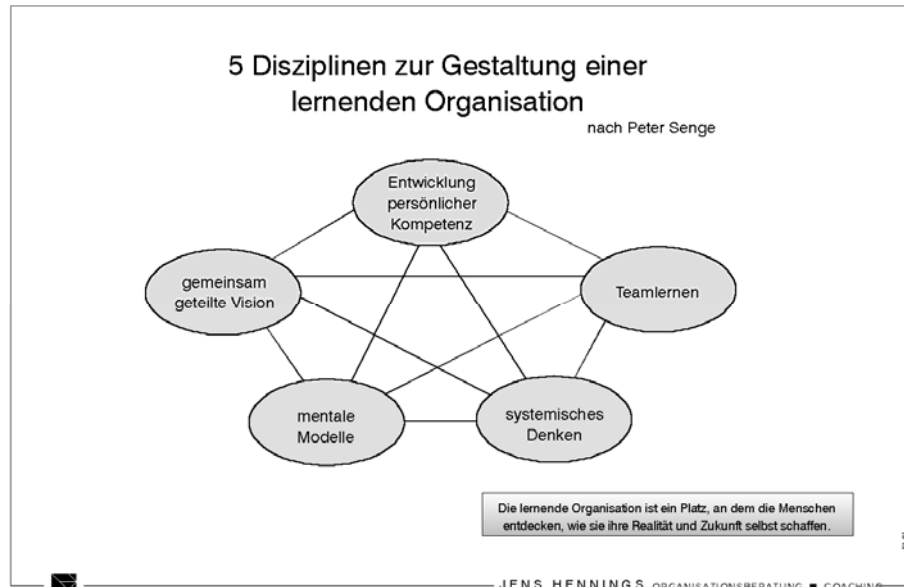 5 Disziplinen zur Gestaltung einer
lernenden Organisation
nach Peter Senge
Entwicklung
persönlicher
Kompetenz
gemeinsam
geteilte Vision
Teamlernen
mentale
Modelle
systemisches
Denken
Die lernende Organisation ist ein Platz, an dem die Menschen
entdecken, wie sie ihre Realität und Zukunft selbst schaffen.
JENS HENNINGS ORGANISATIONSBERATUNG ■ COACHING